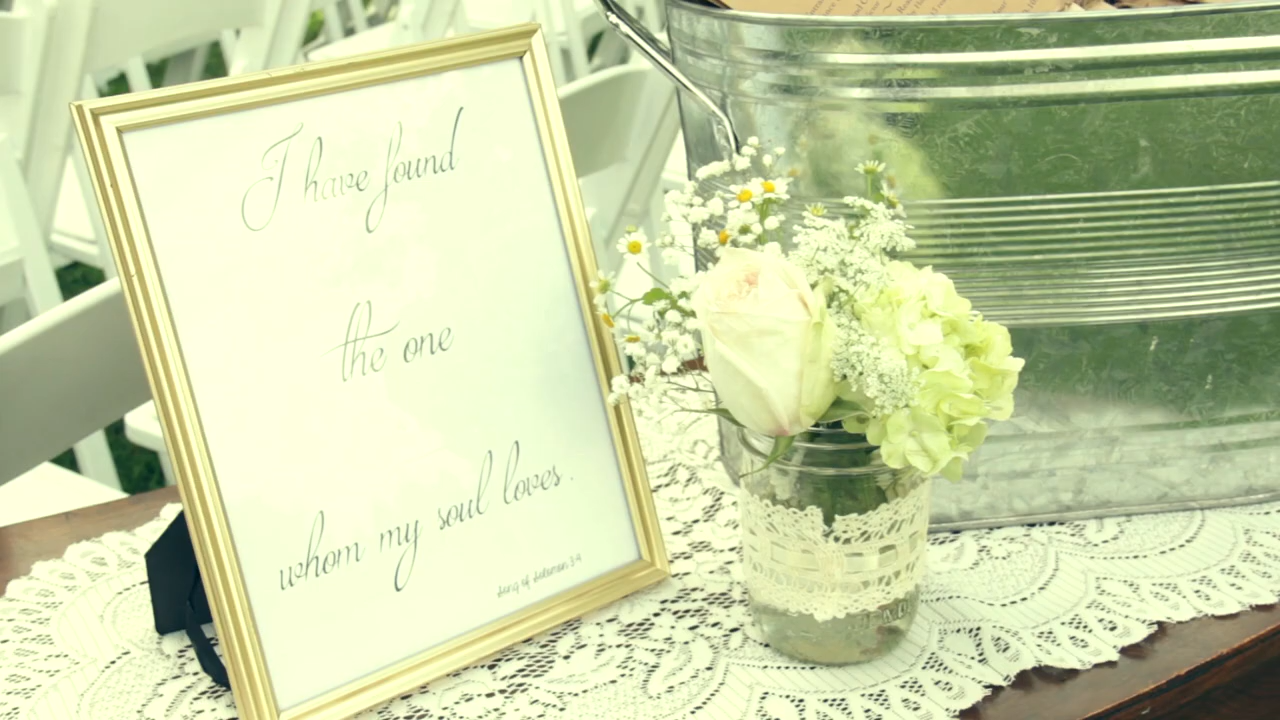 I have found
the one
whom my soul loves.
Song of Solomon 3:4